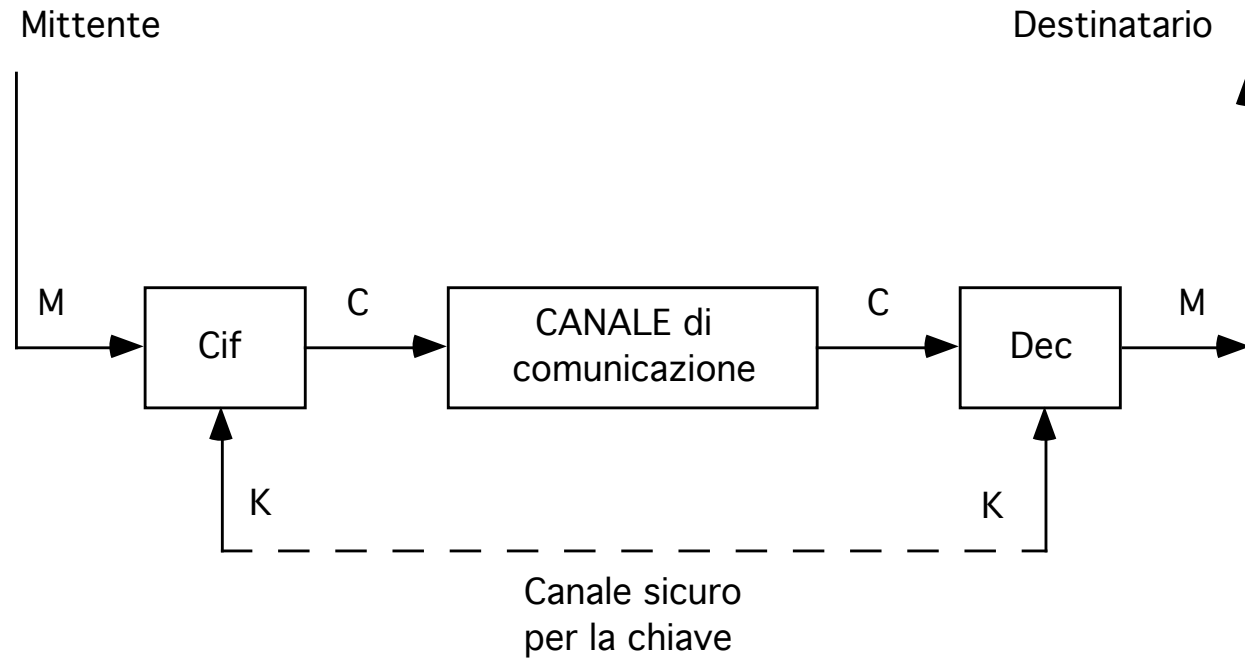 Mittente
Destinatario
M
Cif
C
CANALE di
comunicazione
C
Dec
M
K
K
Canale sicuro
per la chiave